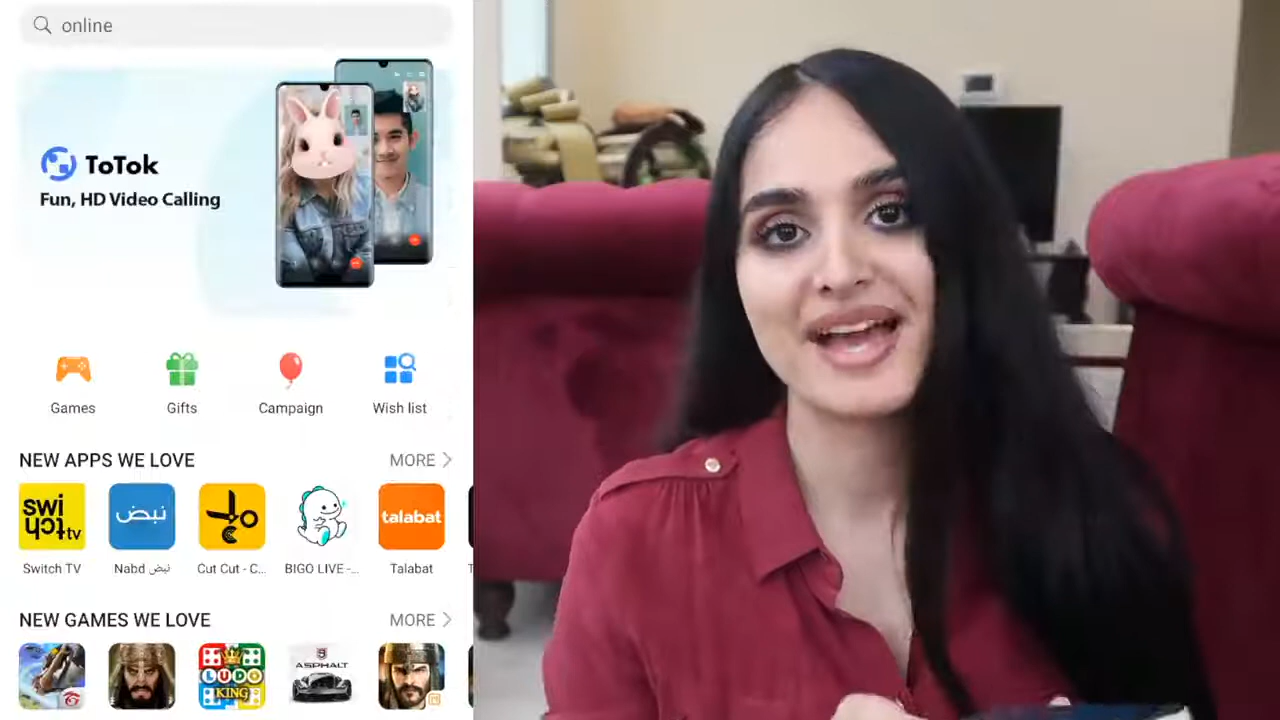 online
ToTok
Fun, HD Video Calling
Games
Gifts
Campaign
Wish list
NEW APPS WE LOVE
MORE
swi
tch tv
نبض
talabat
Switch TV
Nabd نبض
Cut Cut - C...
BIGO LIVE -...
Talabat
NEW GAMES WE LOVE
MORE
LUDO
KING
ASPHALT